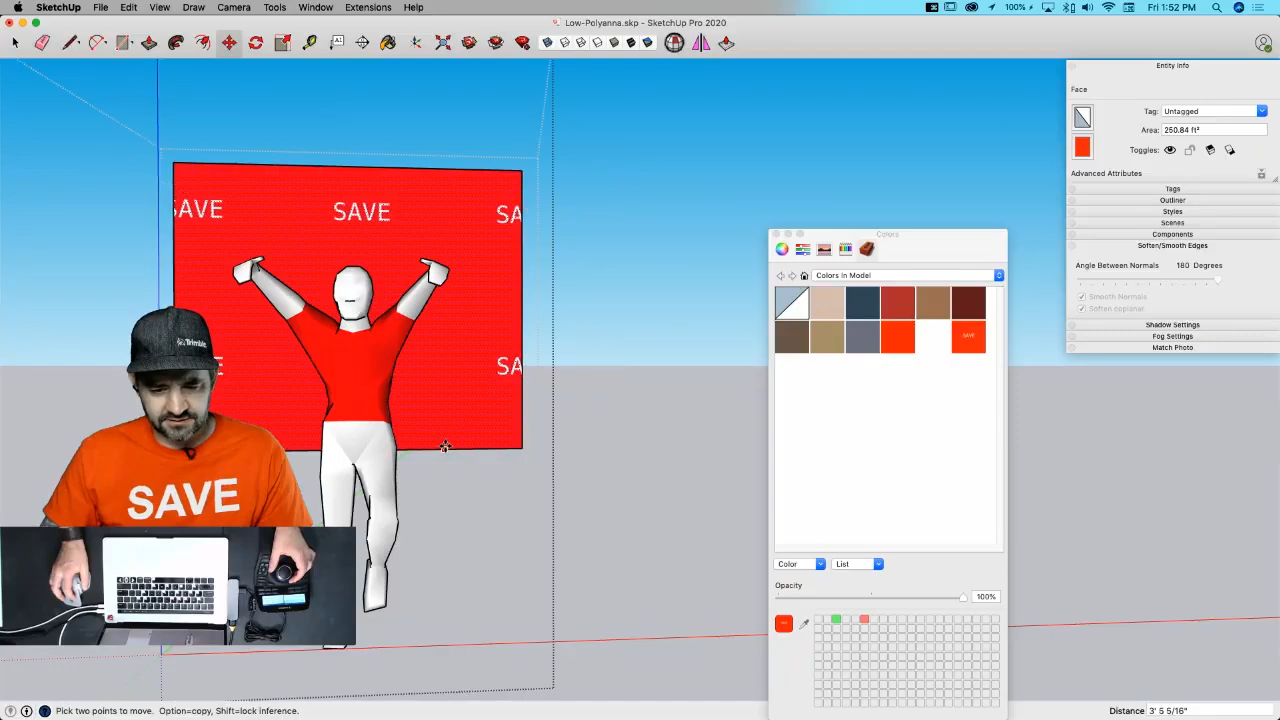 SketchUp File Edit View Draw Camera Tools Window Extensions Help
100% Fri 1:52 PM
Low-Polyanna.skp - SketchUp Pro 2020
Entity Info
Face
Tag: Untagged
Area: 250.84 ft²
Toggles:
Advanced Attributes
Tags
Outliner
Styles
Scenes
Components
Soften/Smooth Edges
Angle Between Normals 180 Degrees
Smooth Normals
Soften coplanar
Shadow Settings
Fog Settings
Match Photo
Colors
Colors In Model
SAVE
Color List
Opacity
100%
SAVE SAVE SA
SA
Trimble
SAVE
Pick two points to move. Option=copy, Shift=lock inference.
Distance 3' 5 5/16"